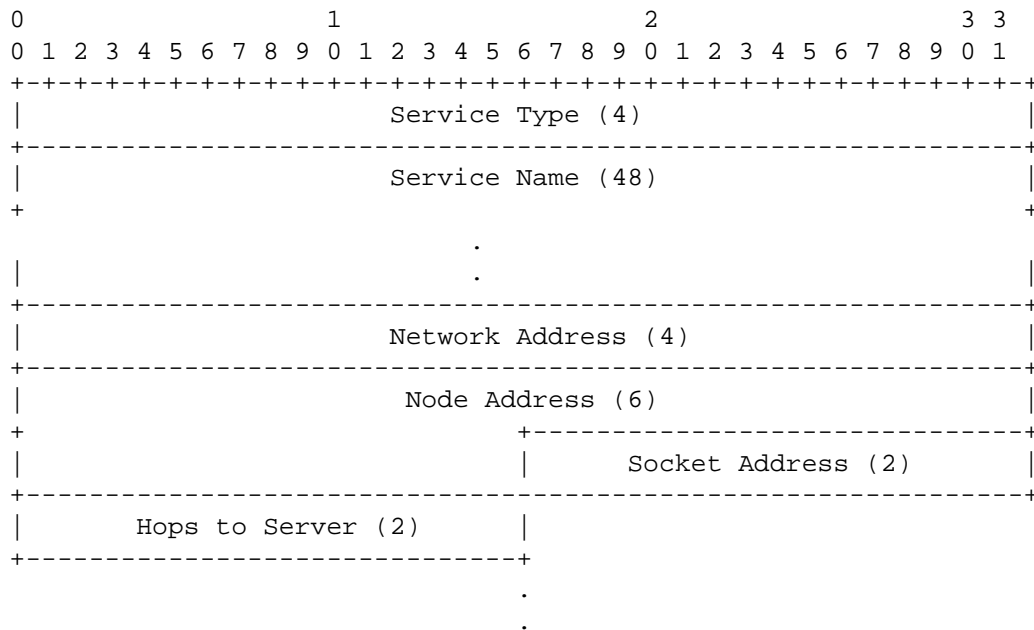 0                   1                   2                   3 3
0 1 2 3 4 5 6 7 8 9 0 1 2 3 4 5 6 7 8 9 0 1 2 3 4 5 6 7 8 9 0 1
+-+-+-+-+-+-+-+-+-+-+-+-+-+-+-+-+-+-+-+-+-+-+-+-+-+-+-+-+-+-+-+-+
|                       Service Type (4)                        |
+---------------------------------------------------------------+
|                       Service Name (48)                       |
+                                                               +
                             .
|                            .                                  |
+---------------------------------------------------------------+
|                       Network Address (4)                     |
+---------------------------------------------------------------+
|                        Node Address (6)                       |
+                               +-------------------------------+
|                               |      Socket Address (2)       |
+---------------------------------------------------------------+
|       Hops to Server (2)      |
+-------------------------------+
                                .
                                .